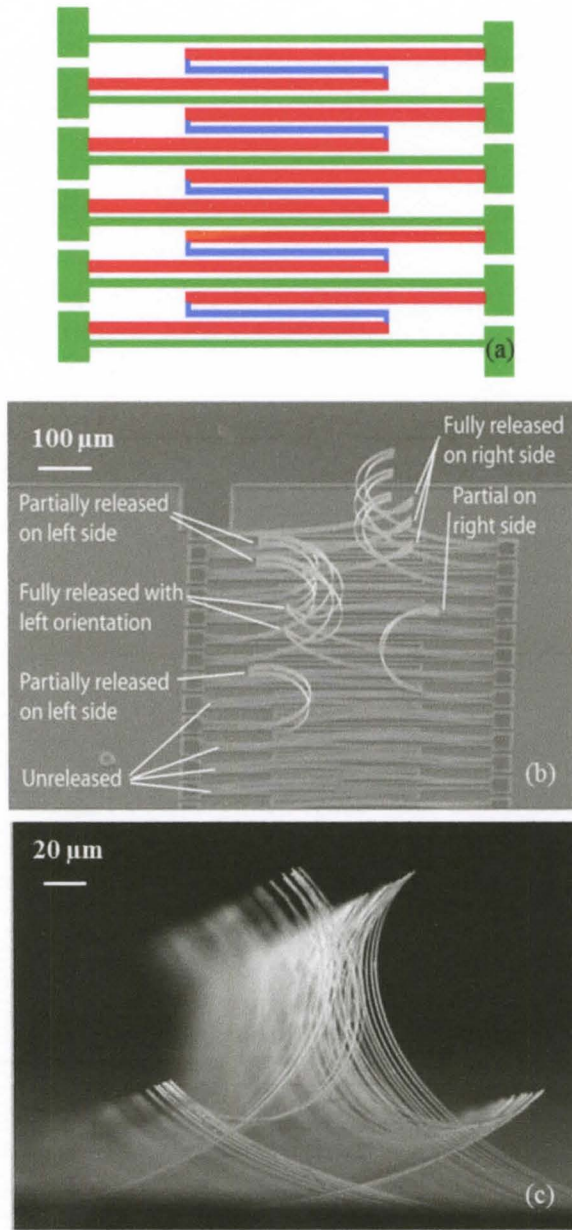 (a)
100 µm
Fully released
on right side
Partially released
on left side
Partial on
right side
Fully released with
left orientation
Partially released
on left side
Unreleased
(b)
20 µm
(c)